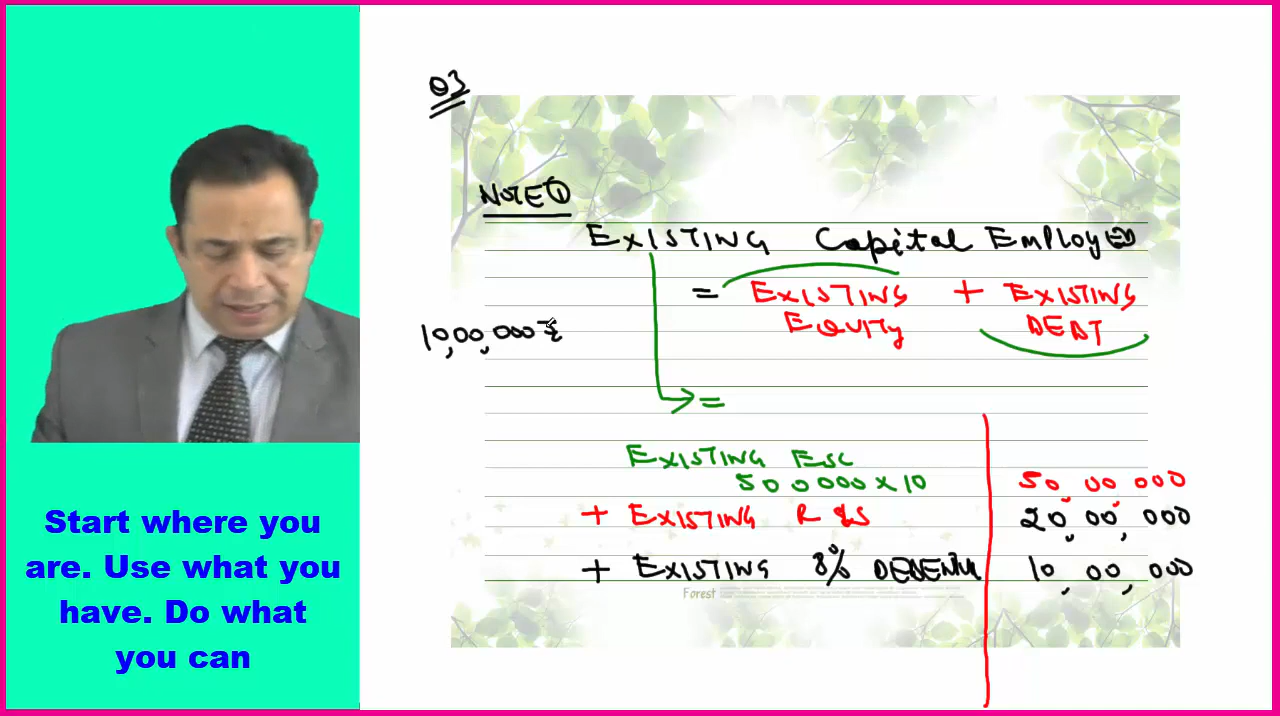 Q3
NOTE ①
EXISTING Capital EMPLOYED
= EXISTING + EXISTING
EQUITY DEBT
10,00,000 ₹
=
EXISTING ESC
500000 × 10 50,00,000
+ EXISTING R &S 20,00,000
+ EXISTING 8% DEBENTU 10,00,000
Forest
Start where you
are. Use what you
have. Do what
you can